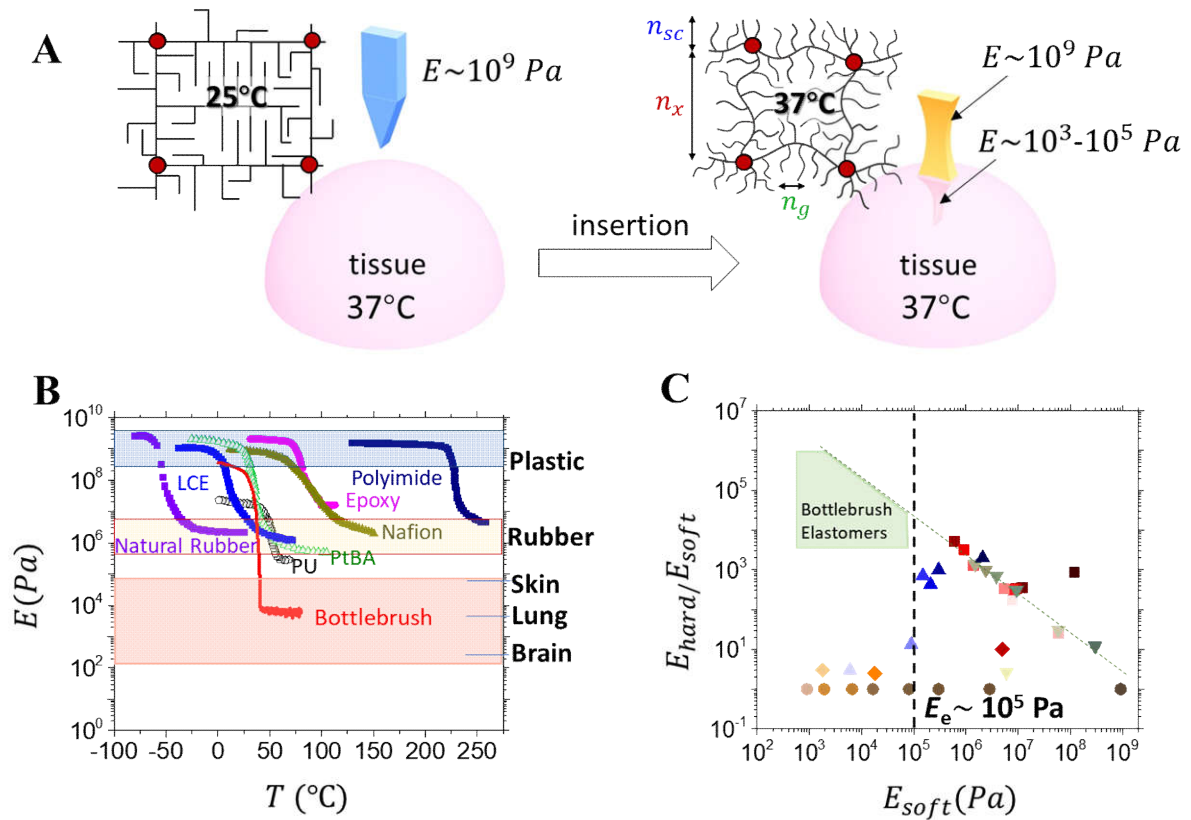 A
25°C
E~10⁹ Pa
tissue
37°C
insertion
n_sc
n_x
n_g
37°C
E~10⁹ Pa
E~10³-10⁵ Pa
tissue
37°C
B
10¹⁰
10⁸
10⁶
10⁴
10²
10⁰
E(Pa)
-100 -50 0 50 100 150 200 250
T (°C)
LCE
Natural Rubber
PU
PtBA
Epoxy
Nafion
Polyimide
Bottlebrush
Plastic
Rubber
Skin
Lung
Brain
C
10⁷
10⁵
10³
10¹
10⁻¹
E_hard/E_soft
Bottlebrush
Elastomers
E_e~ 10⁵ Pa
10² 10³ 10⁴ 10⁵ 10⁶ 10⁷ 10⁸ 10⁹
E_soft(Pa)